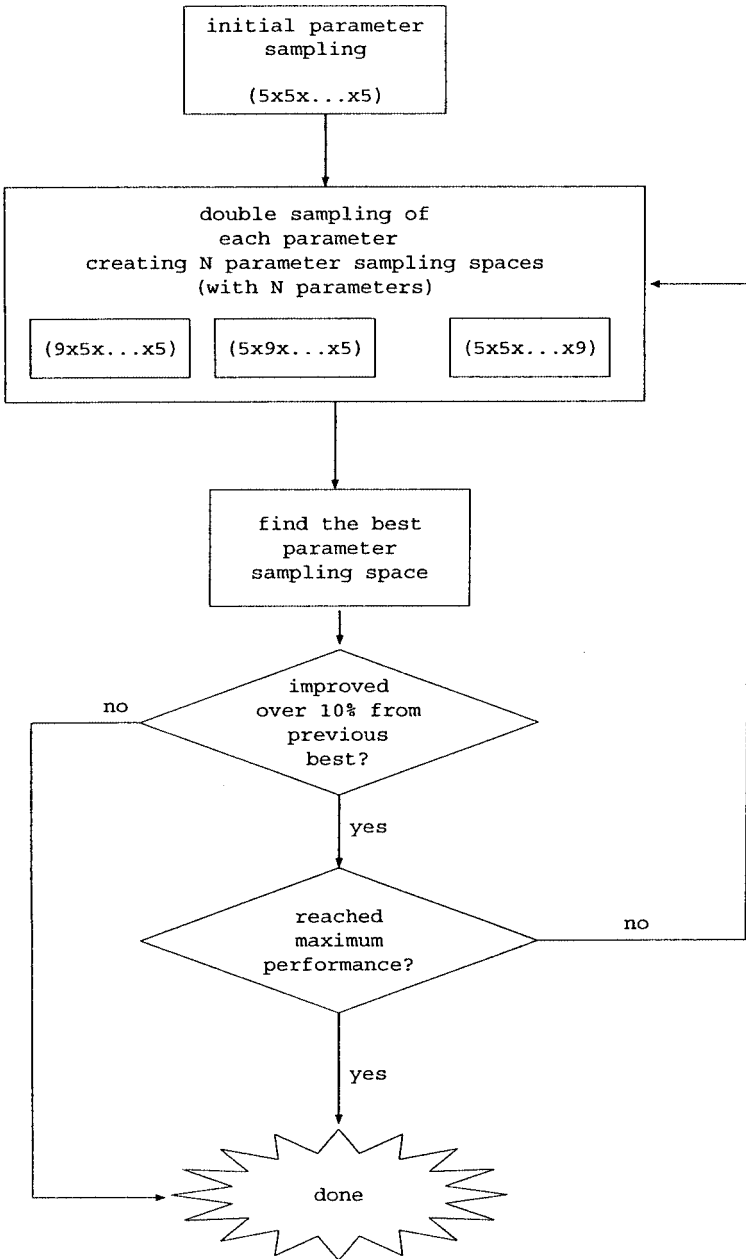 initial parameter
sampling
(5x5x...x5)
double sampling of
each parameter
creating N parameter sampling spaces
(with N parameters)
(9x5x...x5)
(5x9x...x5)
(5x5x...x9)
find the best
parameter
sampling space
improved
over 10% from
previous
best?
no
yes
reached
maximum
performance?
no
yes
done